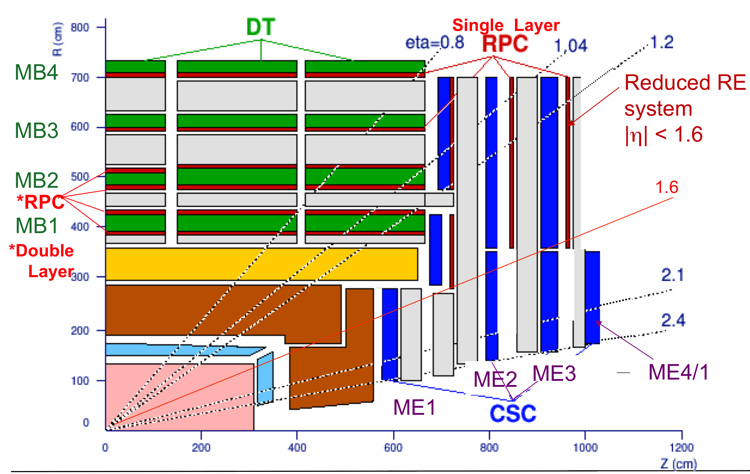 800
R (cm)
DT
Single Layer
RPC
eta=0.8
1,04
1.2
MB4
700
Reduced RE
system
|η| < 1.6
MB3
600
MB2
500
*RPC
1.6
MB1
400
*Double
Layer
300
2.1
200
2.4
100
ME1
ME2
ME3
ME4/1
CSC
0
0
200
400
600
800
1000
1200
Z (cm)